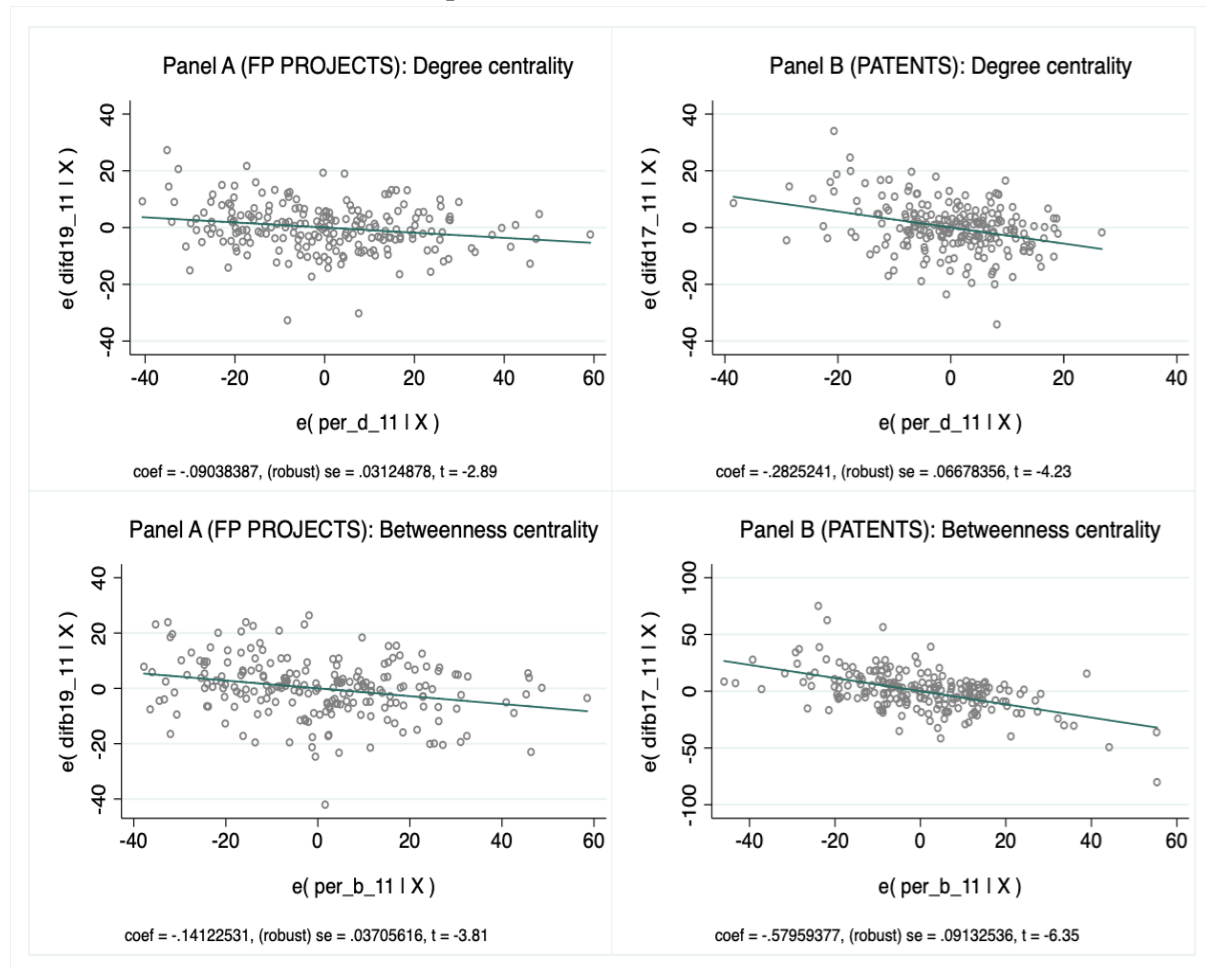 Panel A (FP PROJECTS): Degree centrality
e( difd19_11 | X )
40
20
0
-20
-40
-40 -20 0 20 40 60
e( per_d_11 | X )
coef = -.09038387, (robust) se = .03124878, t = -2.89
Panel B (PATENTS): Degree centrality
e( difd17_11 | X )
40
20
0
-20
-40
-40 -20 0 20 40
e( per_d_11 | X )
coef = -.2825241, (robust) se = .06678356, t = -4.23
Panel A (FP PROJECTS): Betweenness centrality
e( difb19_11 | X )
40
20
0
-20
-40
-40 -20 0 20 40 60
e( per_b_11 | X )
coef = -.14122531, (robust) se = .03705616, t = -3.81
Panel B (PATENTS): Betweenness centrality
e( difb17_11 | X )
100
50
0
-50
-100
-40 -20 0 20 40 60
e( per_b_11 | X )
coef = -.57959377, (robust) se = .09132536, t = -6.35